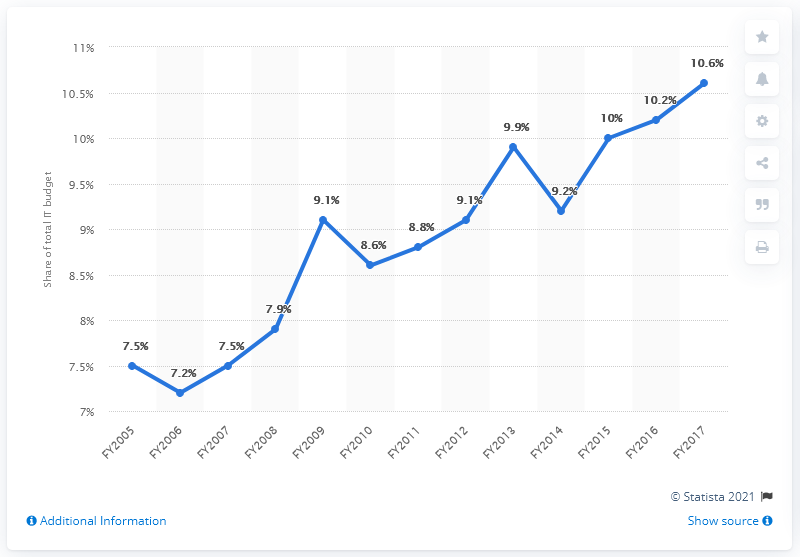 11%
10.5%
10%
9.5%
9%
8.5%
8%
7.5%
7%
Share of total IT budget
7.5%
7.2%
7.5%
7.9%
9.1%
8.6%
8.8%
9.1%
9.9%
9.2%
10%
10.2%
10.6%
FY2005
FY2006
FY2007
FY2008
FY2009
FY2010
FY2011
FY2012
FY2013
FY2014
FY2015
FY2016
FY2017
© Statista 2021
Additional Information
Show source